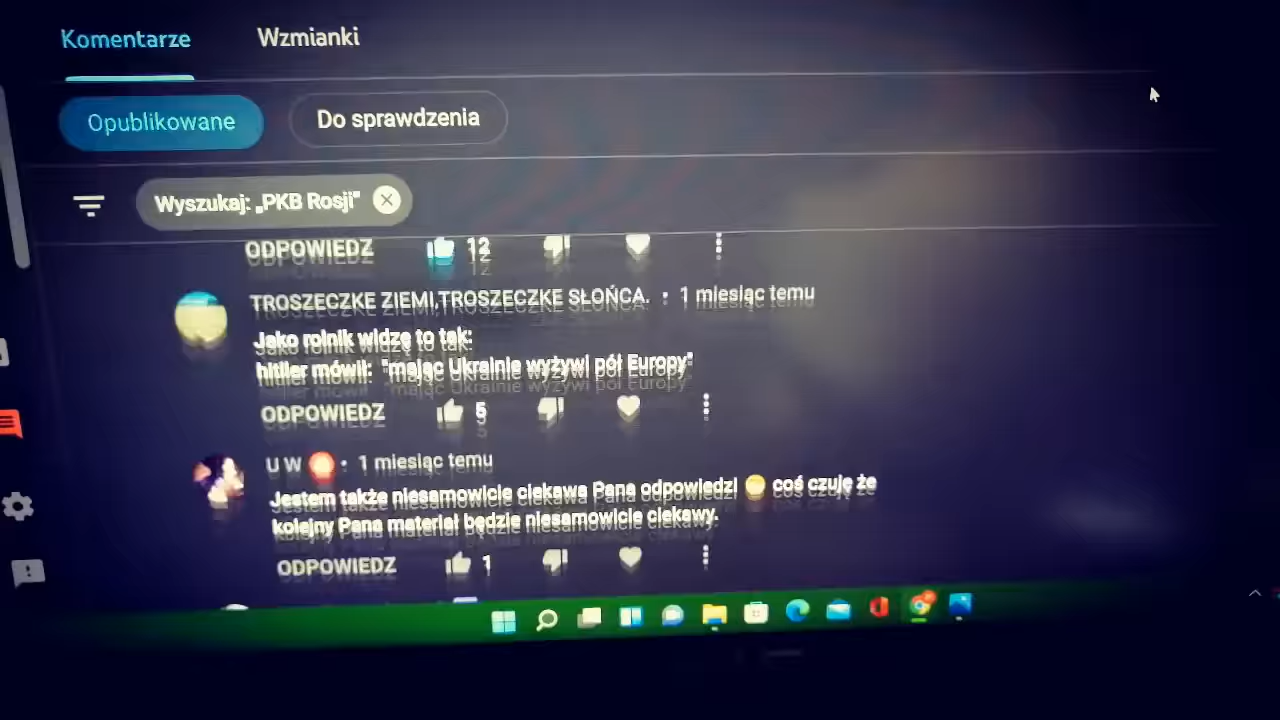 Komentarze
Wzmianki
Opublikowane
Do sprawdzenia
Wyszukaj: „PKB Rosji"
ODPOWIEDZ 12
TROSZECZKE ZIEMI,TROSZECZKE SŁOŃCA. • 1 miesiąc temu
Jako rolnik widzę to tak:
hitller mówił: "mając Ukrainie wyżywi pół Europy"
ODPOWIEDZ 5
U W • 1 miesiąc temu
Jestem także niesamowicie ciekawa Pana odpowiedzi coś czuję że
kolejny Pana materiał będzie niesamowicie ciekawy.
ODPOWIEDZ 1